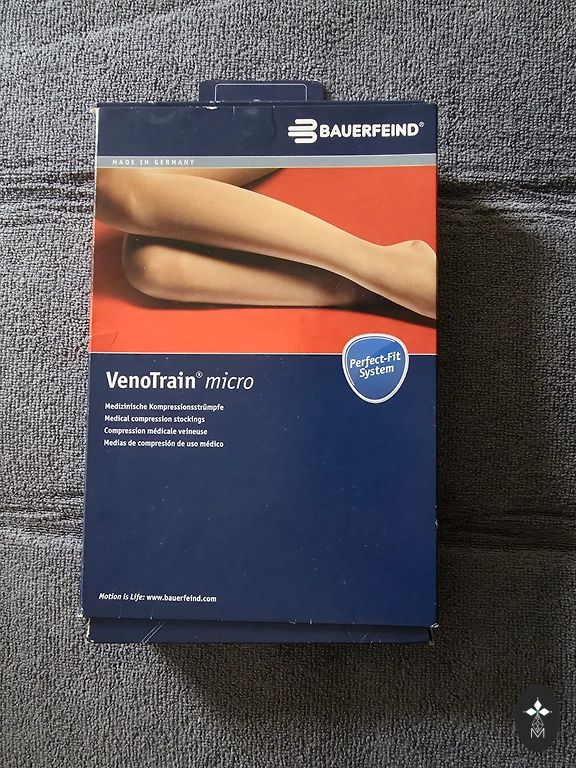 BAUERFEIND®
MADE IN GERMANY
Perfect-Fit
System
VenoTrain® micro
Medizinische Kompressionsstrümpfe
Medical compression stockings
Compression médicale veineuse
Medias de compresión de uso médico
Motion is Life: www.bauerfeind.com
M